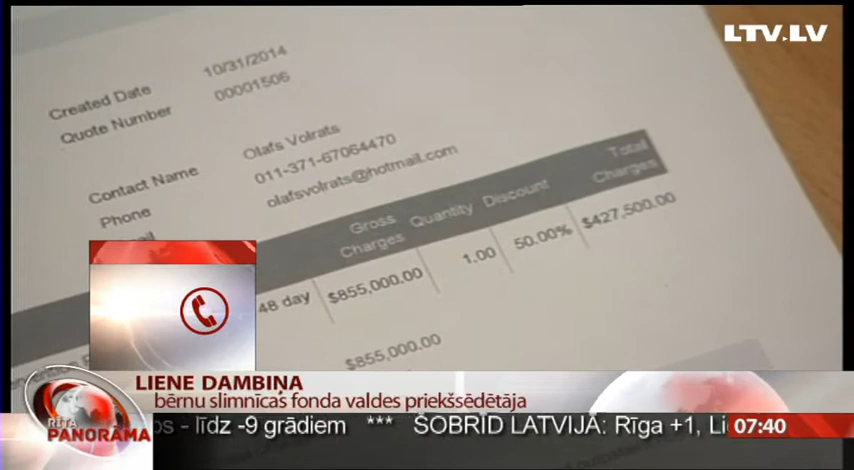 LTV.LV
Created Date 10/31/2014
Quote Number 00001506
Contact Name Olafs Volrats
Phone 011-371-67064470
olafsvolrats@hotmail.com
Gross Charges Quantity Discount Total Charges
48 day $855,000.00 1.00 50.00% $427,500.00
$855,000.00
LIENE DAMBIŅA
bērnu slimnīcas fonda valdes priekšsēdētāja
RĪTA
PANORĀMA
līdz -9 grādiem *** ŠOBRĪD LATVIJĀ: Rīga +1, Li
07:40